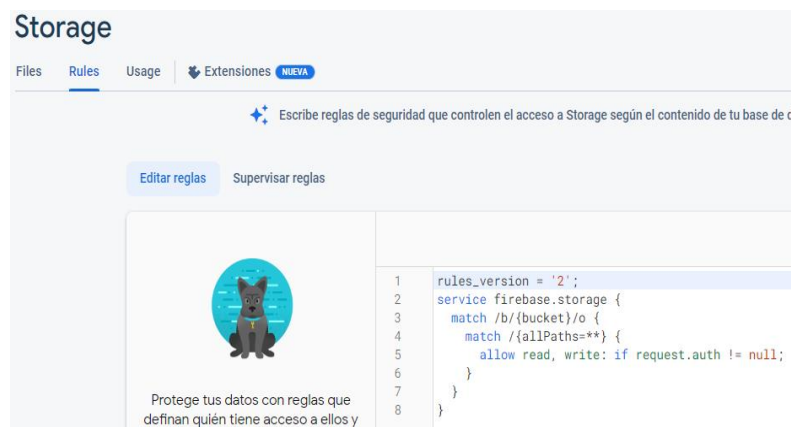 Storage
Files Rules Usage Extensiones NUEVA
Escribe reglas de seguridad que controlen el acceso a Storage según el contenido de tu base de
Editar reglas Supervisar reglas
Protege tus datos con reglas que
definan quién tiene acceso a ellos y
1 rules_version = '2';
2 service firebase.storage {
3 match /b/{bucket}/o {
4 match /{allPaths=**} {
5 allow read, write: if request.auth != null;
6 }
7 }
8 }